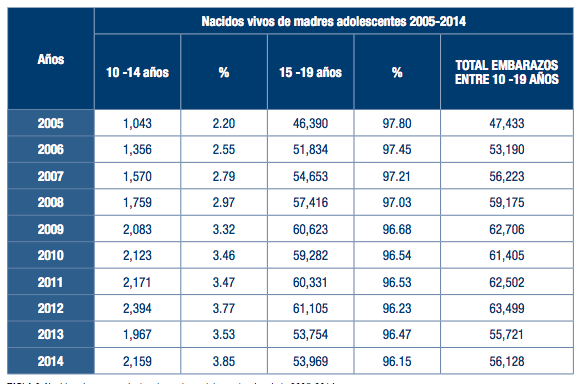 Nacidos vivos de madres adolescentes 2005-2014
Años 10 -14 años % 15 -19 años % TOTAL EMBARAZOS ENTRE 10 -19 AÑOS
2005 1,043 2.20 46,390 97.80 47,433
2006 1,356 2.55 51,834 97.45 53,190
2007 1,570 2.79 54,653 97.21 56,223
2008 1,759 2.97 57,416 97.03 59,175
2009 2,083 3.32 60,623 96.68 62,706
2010 2,123 3.46 59,282 96.54 61,405
2011 2,171 3.47 60,331 96.53 62,502
2012 2,394 3.77 61,105 96.23 63,499
2013 1,967 3.53 53,754 96.47 55,721
2014 2,159 3.85 53,969 96.15 56,128